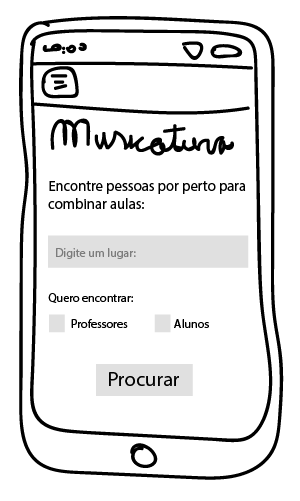 Musicatura
Encontre pessoas por perto para
combinar aulas:
Digite um lugar:
Quero encontrar:
Professores Alunos
Procurar